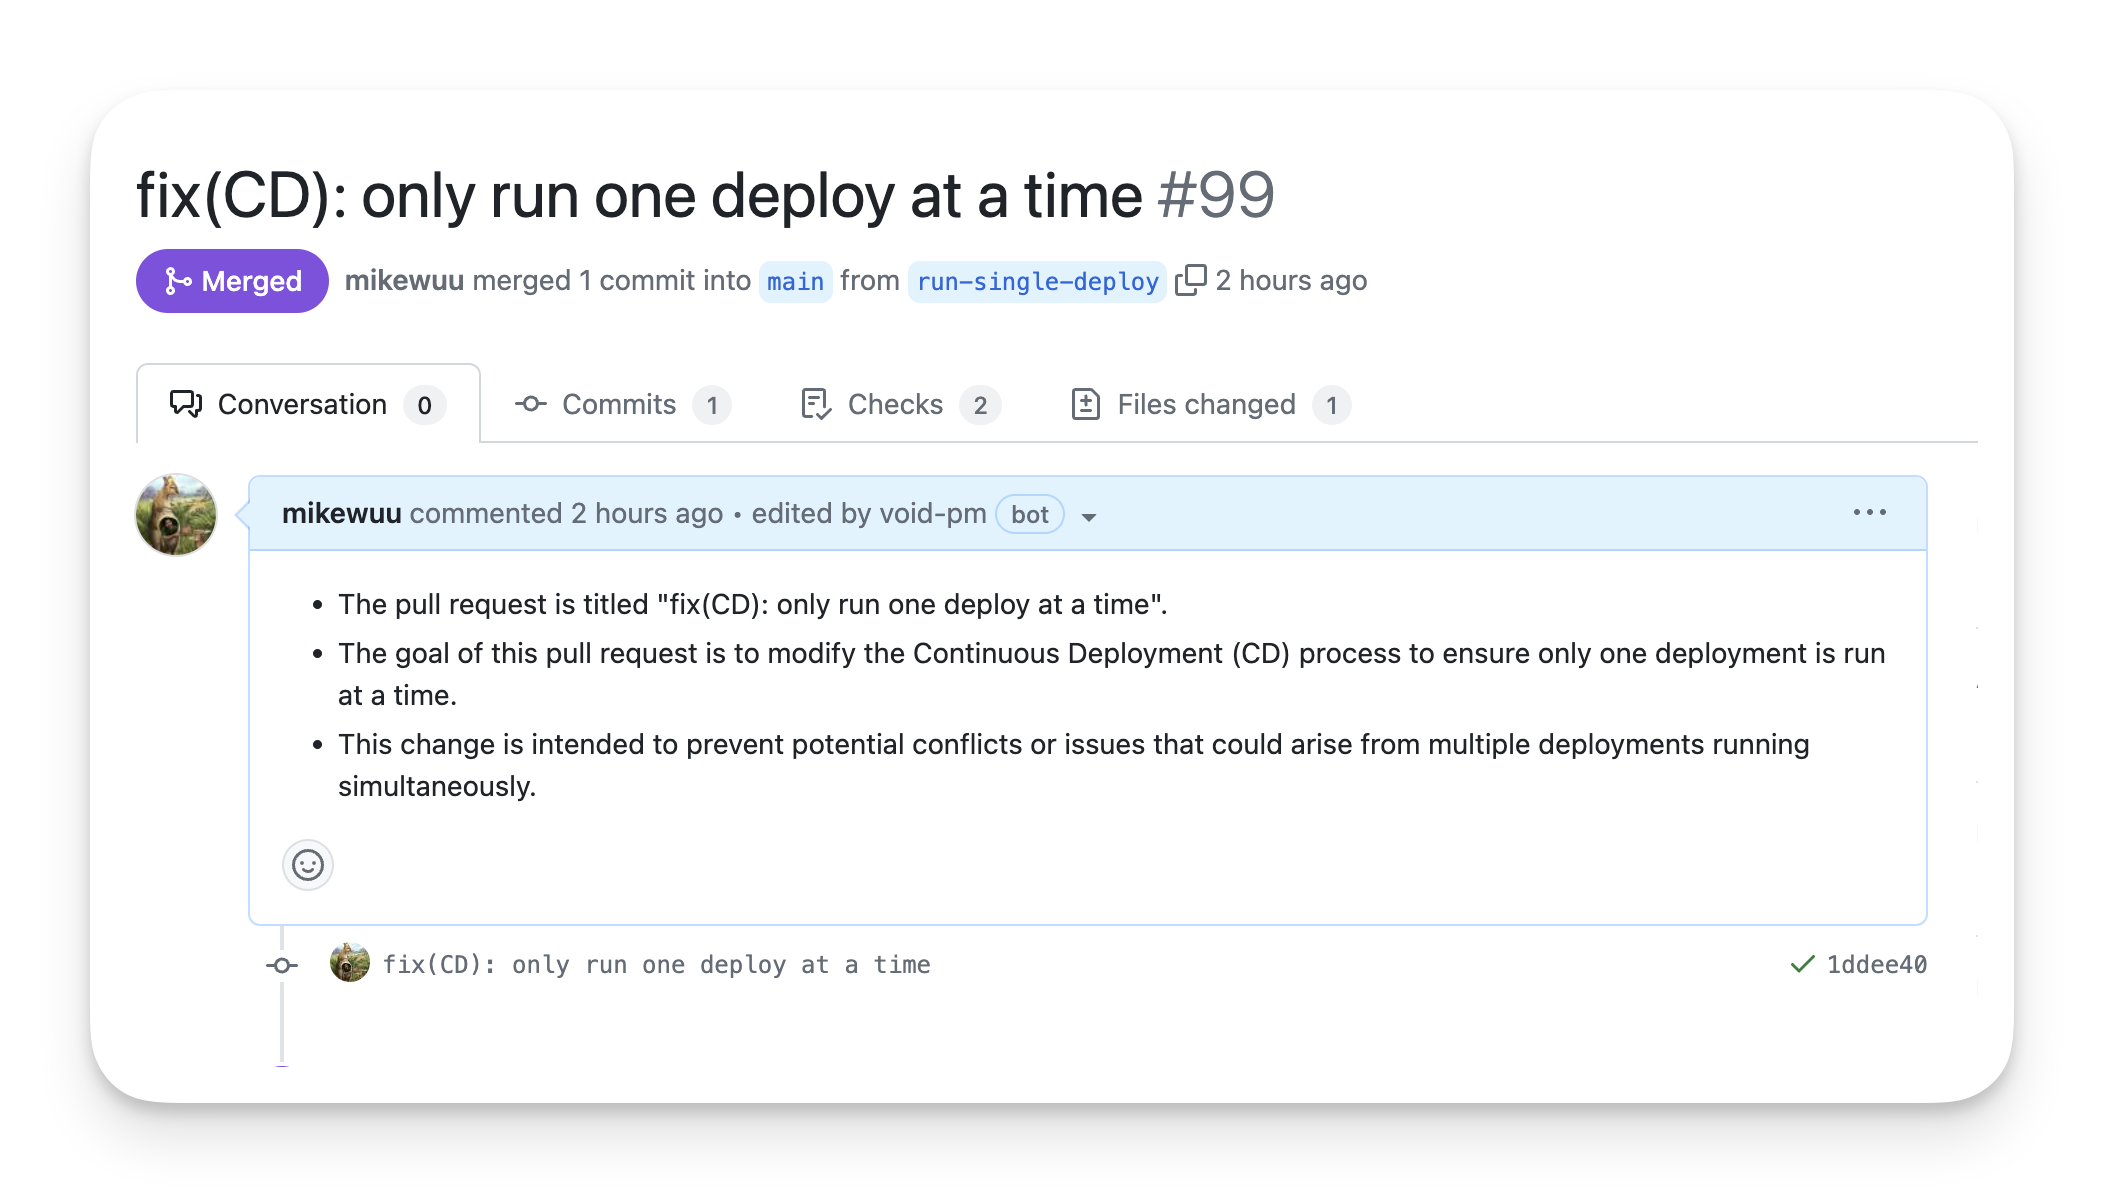 fix(CD): only run one deploy at a time #99
Merged mikewuu merged 1 commit into main from run-single-deploy 2 hours ago
Conversation 0 Commits 1 Checks 2 Files changed 1
mikewuu commented 2 hours ago • edited by void-pm bot
• The pull request is titled "fix(CD): only run one deploy at a time".
• The goal of this pull request is to modify the Continuous Deployment (CD) process to ensure only one deployment is run
at a time.
• This change is intended to prevent potential conflicts or issues that could arise from multiple deployments running
simultaneously.
fix(CD): only run one deploy at a time 1ddee40